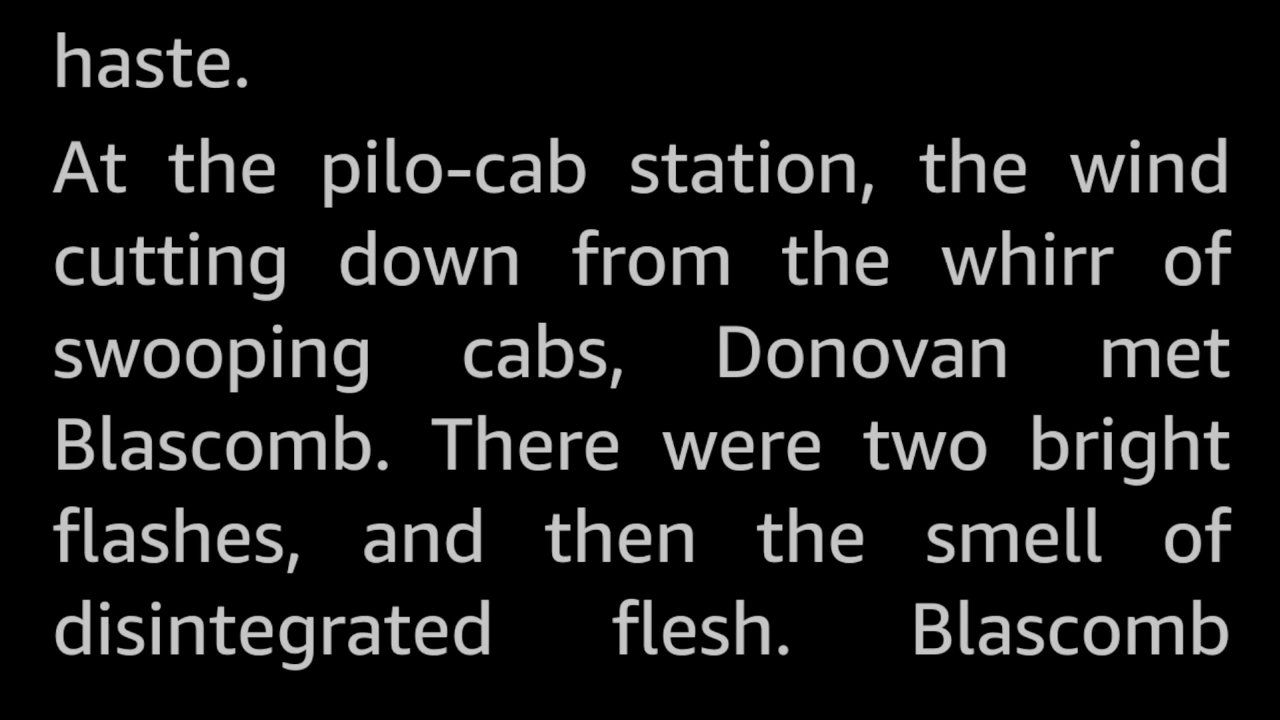 haste.
At the pilo-cab station, the wind
cutting down from the whirr of
swooping cabs, Donovan met
Blascomb. There were two bright
flashes, and then the smell of
disintegrated flesh. Blascomb